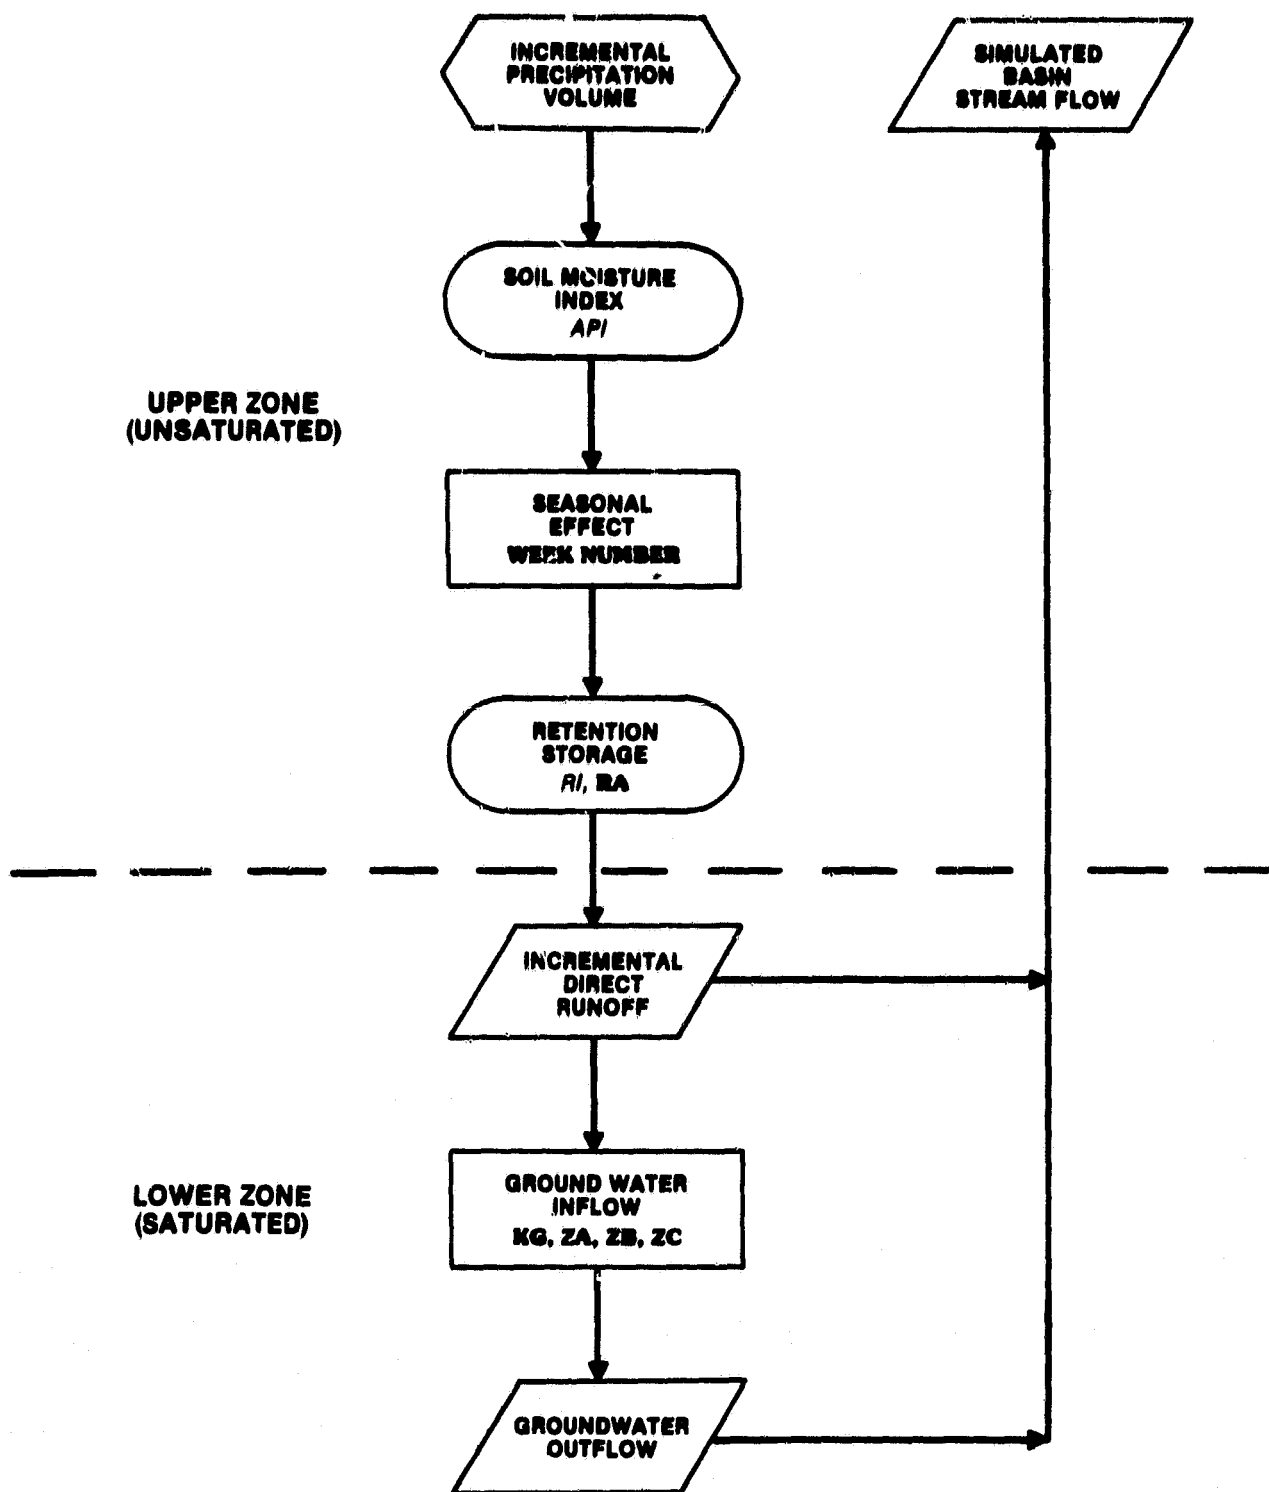 INCREMENTAL
PRECIPITATION
VOLUME
SIMULATED
BASIN
STREAM FLOW
SOIL MOISTURE
INDEX
API
UPPER ZONE
(UNSATURATED)
SEASONAL
EFFECT
WEEK NUMBER
RETENTION
STORAGE
RI, RA
INCREMENTAL
DIRECT
RUNOFF
LOWER ZONE
(SATURATED)
GROUND WATER
INFLOW
KG, ZA, ZB, ZC
GROUNDWATER
OUTFLOW